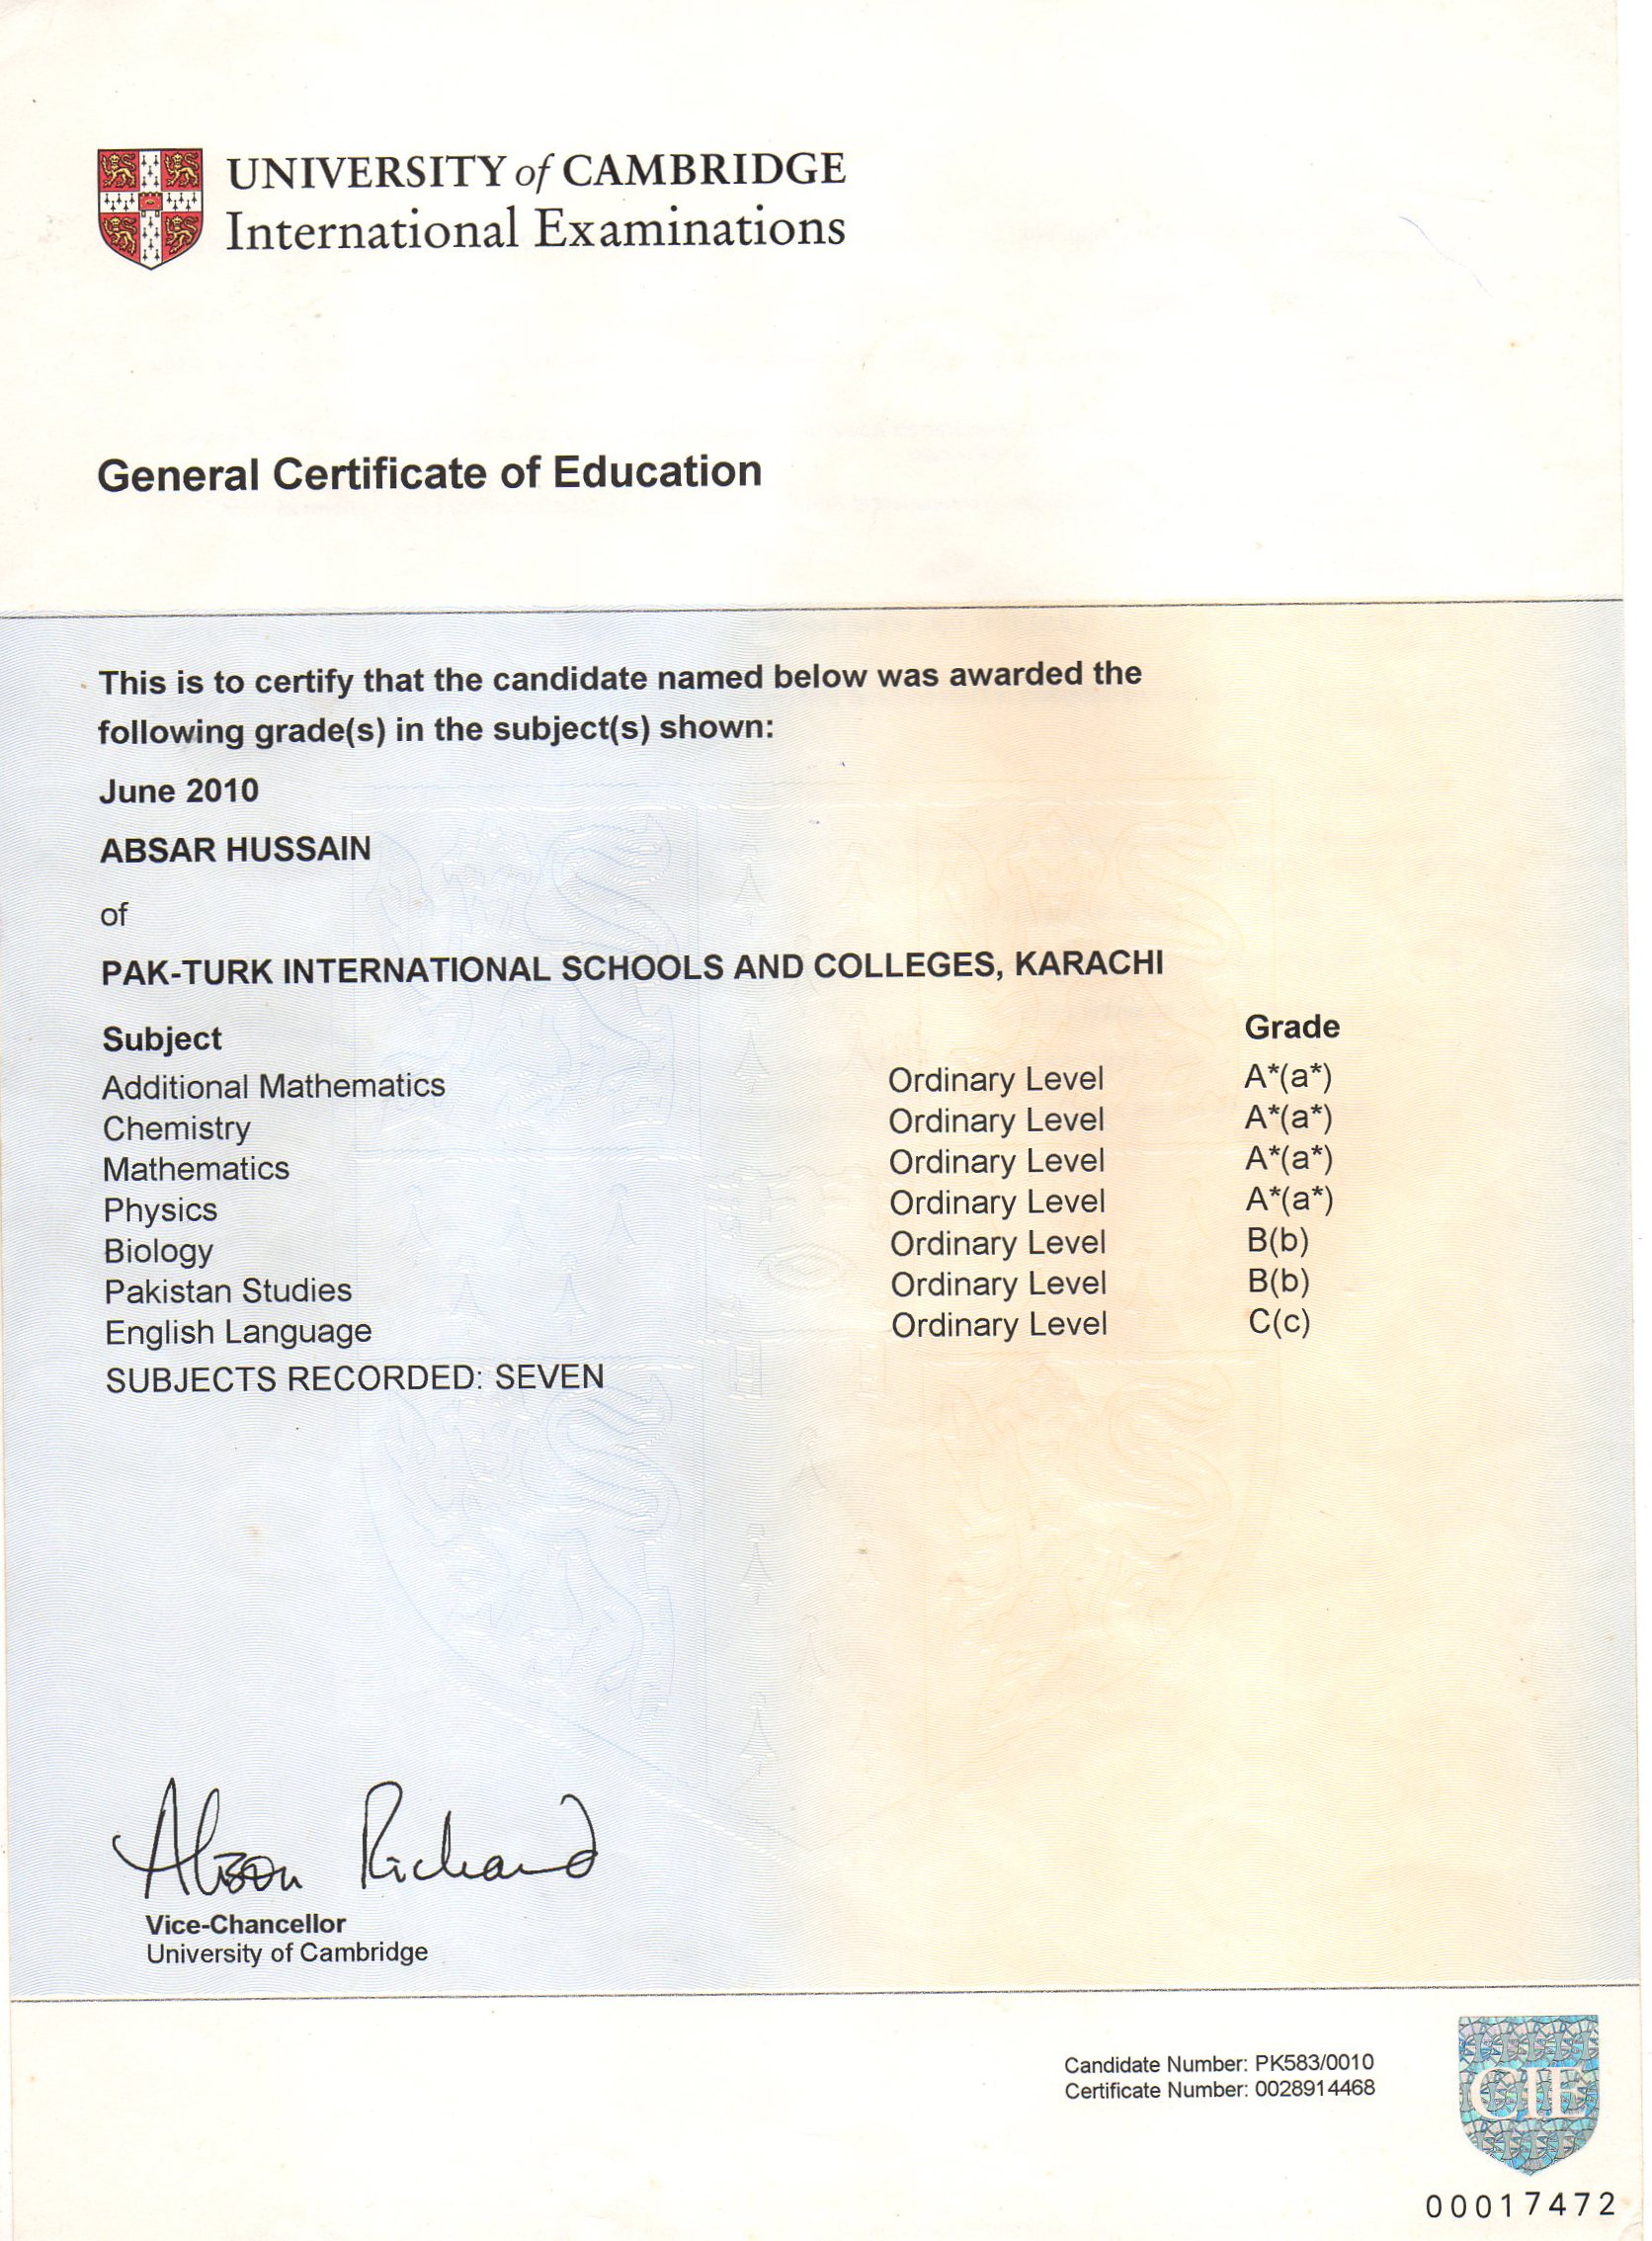 UNIVERSITY of CAMBRIDGE
International Examinations
General Certificate of Education
This is to certify that the candidate named below was awarded the
following grade(s) in the subject(s) shown:
June 2010
ABSAR HUSSAIN
of
PAK-TURK INTERNATIONAL SCHOOLS AND COLLEGES, KARACHI
Subject Grade
Additional Mathematics Ordinary Level A*(a*)
Chemistry Ordinary Level A*(a*)
Mathematics Ordinary Level A*(a*)
Physics Ordinary Level A*(a*)
Biology Ordinary Level B(b)
Pakistan Studies Ordinary Level B(b)
English Language Ordinary Level C(c)
SUBJECTS RECORDED: SEVEN
Alison Richard
Vice-Chancellor
University of Cambridge
Candidate Number: PK583/0010
Certificate Number: 0028914468
CIE
00017472